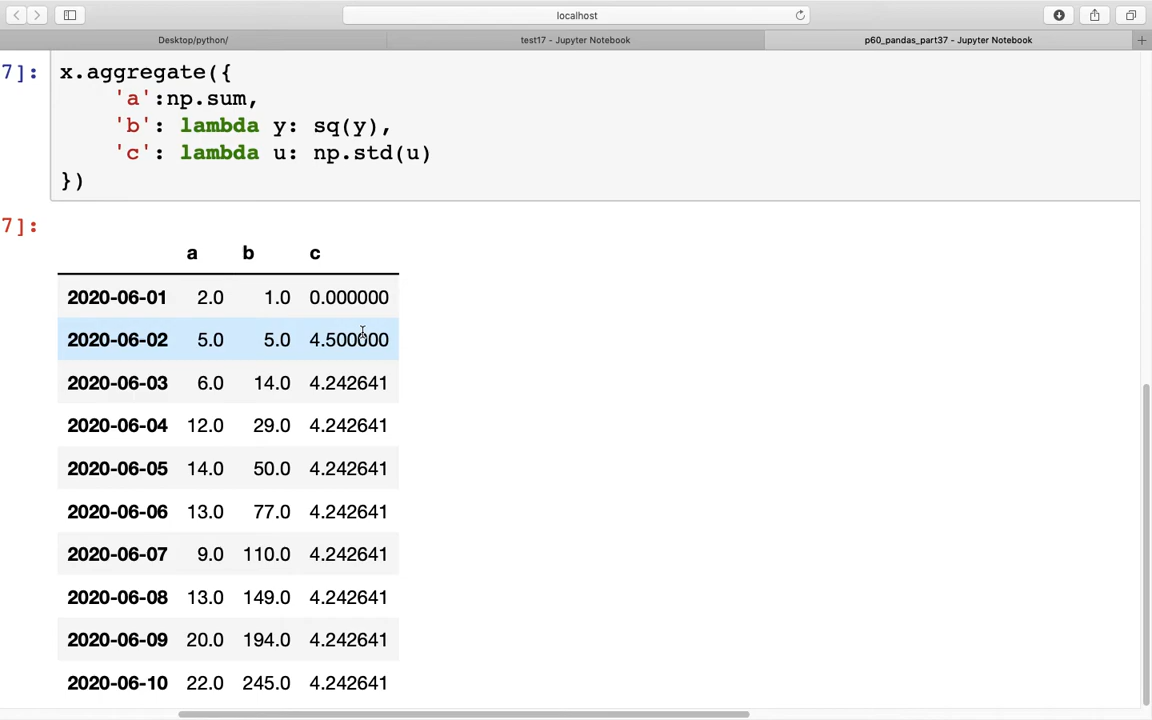 localhost
Desktop/python/ test17 - Jupyter Notebook p60_pandas_part37 - Jupyter Notebook +
7]: x.aggregate({
'a':np.sum,
'b': lambda y: sq(y),
'c': lambda u: np.std(u)
})
7]:
a b c
2020-06-01 2.0 1.0 0.000000
2020-06-02 5.0 5.0 4.500000
2020-06-03 6.0 14.0 4.242641
2020-06-04 12.0 29.0 4.242641
2020-06-05 14.0 50.0 4.242641
2020-06-06 13.0 77.0 4.242641
2020-06-07 9.0 110.0 4.242641
2020-06-08 13.0 149.0 4.242641
2020-06-09 20.0 194.0 4.242641
2020-06-10 22.0 245.0 4.242641